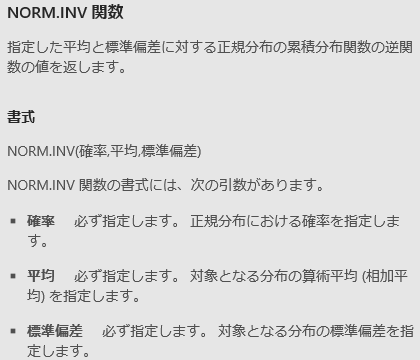 NORM.INV 関数
指定した平均と標準偏差に対する正規分布の累積分布関数の逆関
数の値を返します。
書式
NORM.INV(確率,平均,標準偏差)
NORM.INV 関数の書式には、次の引数があります。
▪ 確率 必ず指定します。 正規分布における確率を指定しま
す。
▪ 平均 必ず指定します。 対象となる分布の算術平均 (相加平
均) を指定します。
▪ 標準偏差 必ず指定します。 対象となる分布の標準偏差を指
定します。